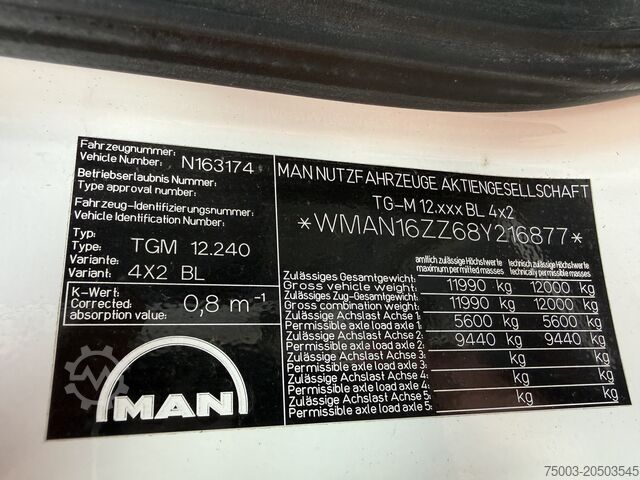 Fahrzeugnummer:
Vehicle Number: N163174
Betriebserlaubnis Nummer:
Type approval number:
Fahrzeug-Identifizierungsnummer:
Vehicle Identification Number:
Typ:
Type: TGM 12.240
Variante:
Variant: 4X2 BL
K-Wert:
Corrected absorption value: 0,8 m⁻¹
MAN
MAN NUTZFAHRZEUGE AKTIENGESELLSCHAFT
TG-M 12.xxx BL 4x2
*WMAN16ZZ68Y216877*
amtlich zulässige Höchstwerte technisch zulässige Höchstwerte
maximum permitted masses technically permissible masses
Zulässiges Gesamtgewicht:
Gross vehicle weight: 11990 kg 12000 kg
Zulässiges Zug-Gesamtgewicht:
Gross combination weight: 11990 kg 12000 kg
Zulässige Achslast Achse 1:
Permissible axle load axle 1: 5600 kg 5600 kg
Zulässige Achslast Achse 2:
Permissible axle load axle 2: 9440 kg 9440 kg
Zulässige Achslast Achse 3:
Permissible axle load axle 3: kg kg
Zulässige Achslast Achse 4:
Permissible axle load axle 4: kg kg
Zulässige Achslast Achse 5:
Permissible axle load axle 5: kg kg
75003-20503545